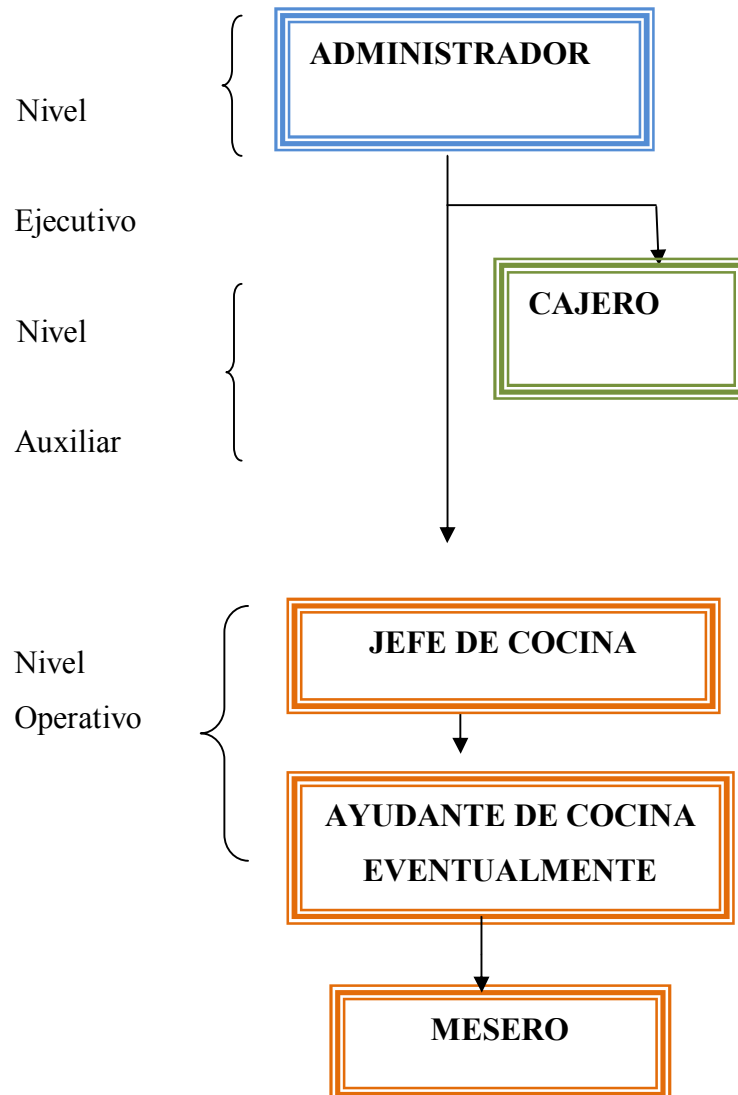 ADMINISTRADOR
Nivel
Ejecutivo
CAJERO
Nivel
Auxiliar
JEFE DE COCINA
Nivel
Operativo
AYUDANTE DE COCINA
EVENTUALMENTE
MESERO